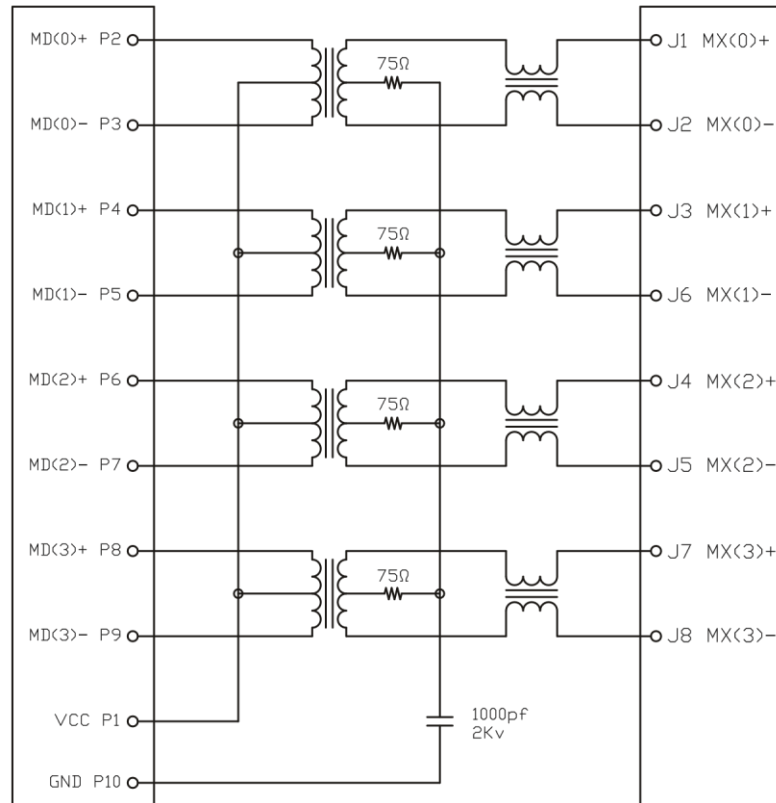 MD(0)+ P2
J1 MX(0)+
75Ω
MD(0)- P3
J2 MX(0)-
MD(1)+ P4
J3 MX(1)+
75Ω
MD(1)- P5
J6 MX(1)-
MD(2)+ P6
J4 MX(2)+
75Ω
MD(2)- P7
J5 MX(2)-
MD(3)+ P8
J7 MX(3)+
75Ω
MD(3)- P9
J8 MX(3)-
VCC P1
1000pf
2Kv
GND P10